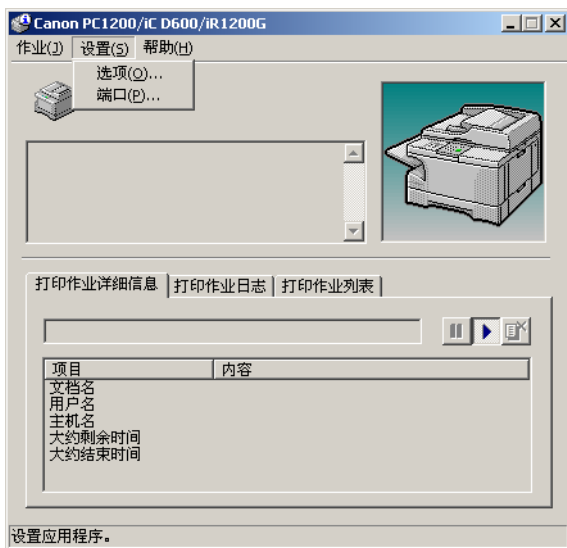 Canon PC1200/iC D600/iR1200G
作业(J) 设置(S) 帮助(H)
选项(O)...
端口(P)...
打印作业详细信息 打印作业日志 打印作业列表
项目 内容
文档名
用户名
主机名
大约剩余时间
大约结束时间
设置应用程序。